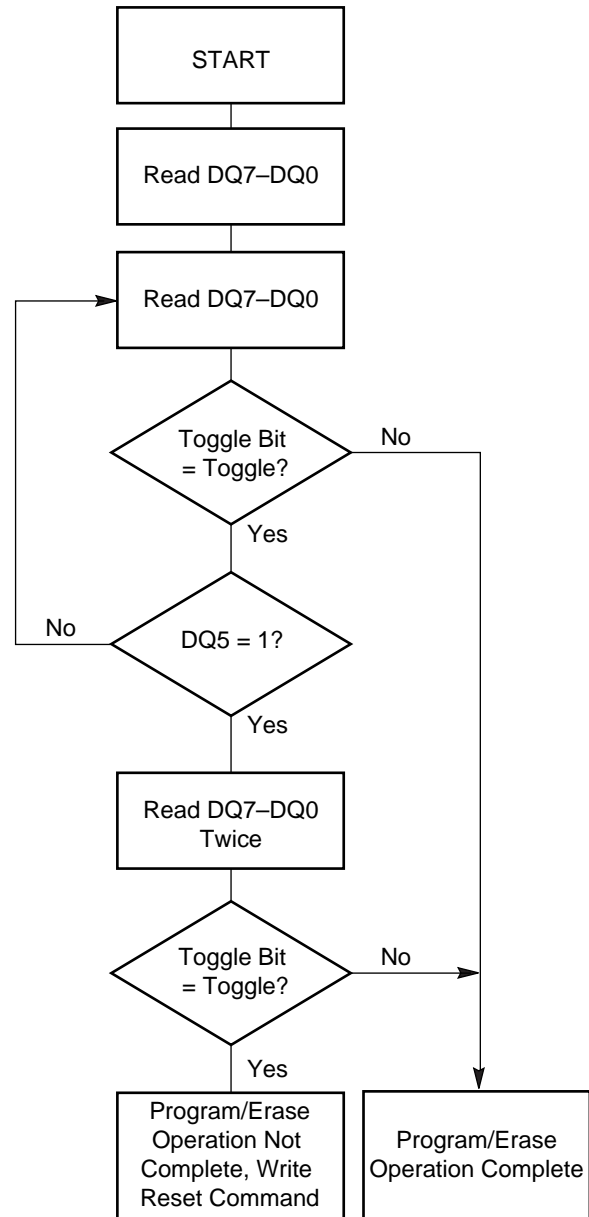 START
Read DQ7–DQ0
Read DQ7–DQ0
Toggle Bit
= Toggle?
No
Yes
No
DQ5 = 1?
Yes
Read DQ7–DQ0
Twice
Toggle Bit
= Toggle?
No
Yes
Program/Erase
Operation Not
Complete, Write
Reset Command
Program/Erase
Operation Complete